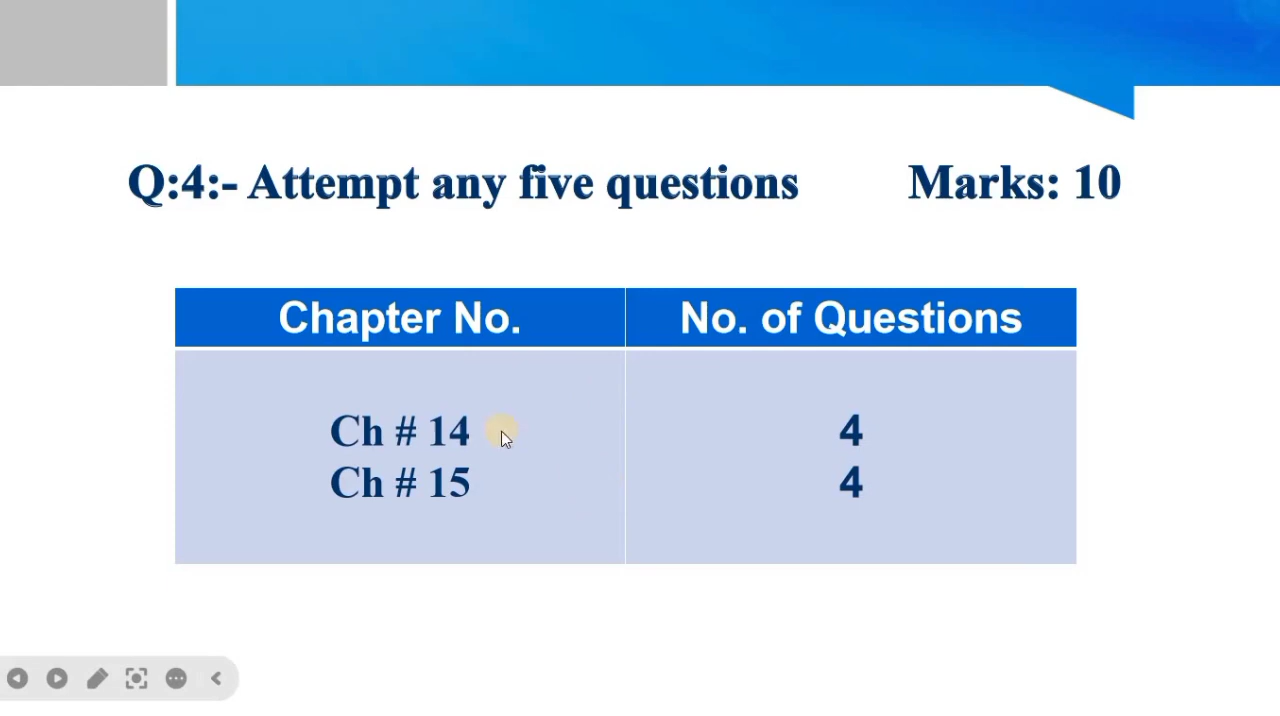 Q:4:- Attempt any five questions Marks: 10
Chapter No. No. of Questions
Ch # 14 4
Ch # 15 4